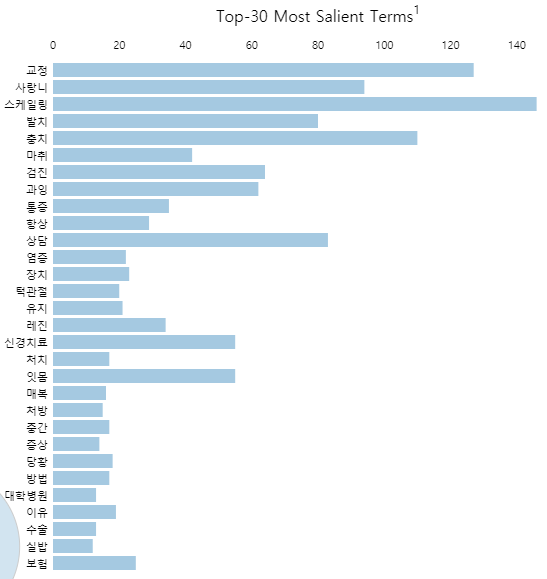 Top-30 Most Salient Terms1
0 20 40 60 80 100 120 140
교정
사랑니
스케일링
발치
충치
마취
검진
과잉
통증
항상
상담
염증
장치
턱관절
유지
레진
신경치료
처치
잇몸
매복
처방
중간
증상
당황
방법
대학병원
이유
수술
실밥
보험